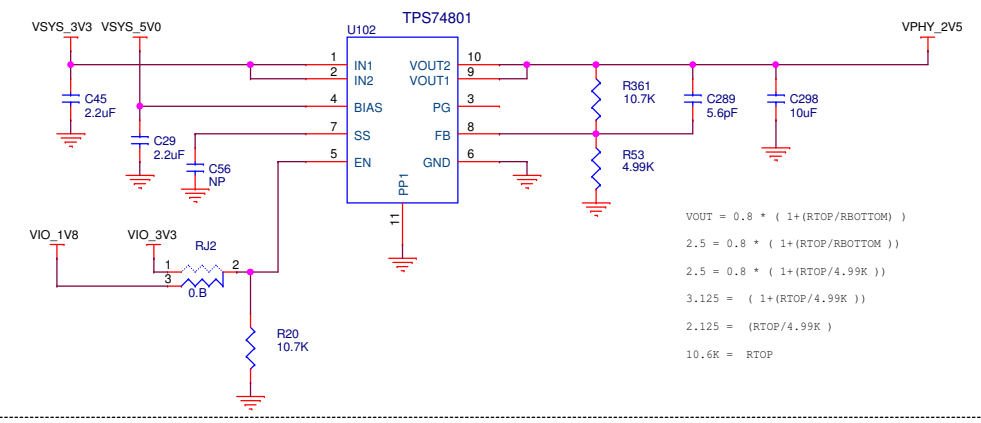 TPS74801
VSYS_3V3 VSYS_5V0
VPHY_2V5
U102
1 IN1 VOUT2 10
2 IN2 VOUT1 9
4 BIAS PG 3
7 SS FB 8
5 EN GND 6
PP1
11
C45
2.2uF
C29
2.2uF
C56
NP
R361
10.7K
C289
5.6pF
C298
10uF
R53
4.99K
VIO_1V8 VIO_3V3
RJ2
1 2
3
0.B
R20
10.7K
VOUT = 0.8 * ( 1+(RTOP/RBOTTOM) )
2.5 = 0.8 * ( 1+(RTOP/RBOTTOM ))
2.5 = 0.8 * ( 1+(RTOP/4.99K ))
3.125 = ( 1+(RTOP/4.99K ))
2.125 = (RTOP/4.99K )
10.6K = RTOP